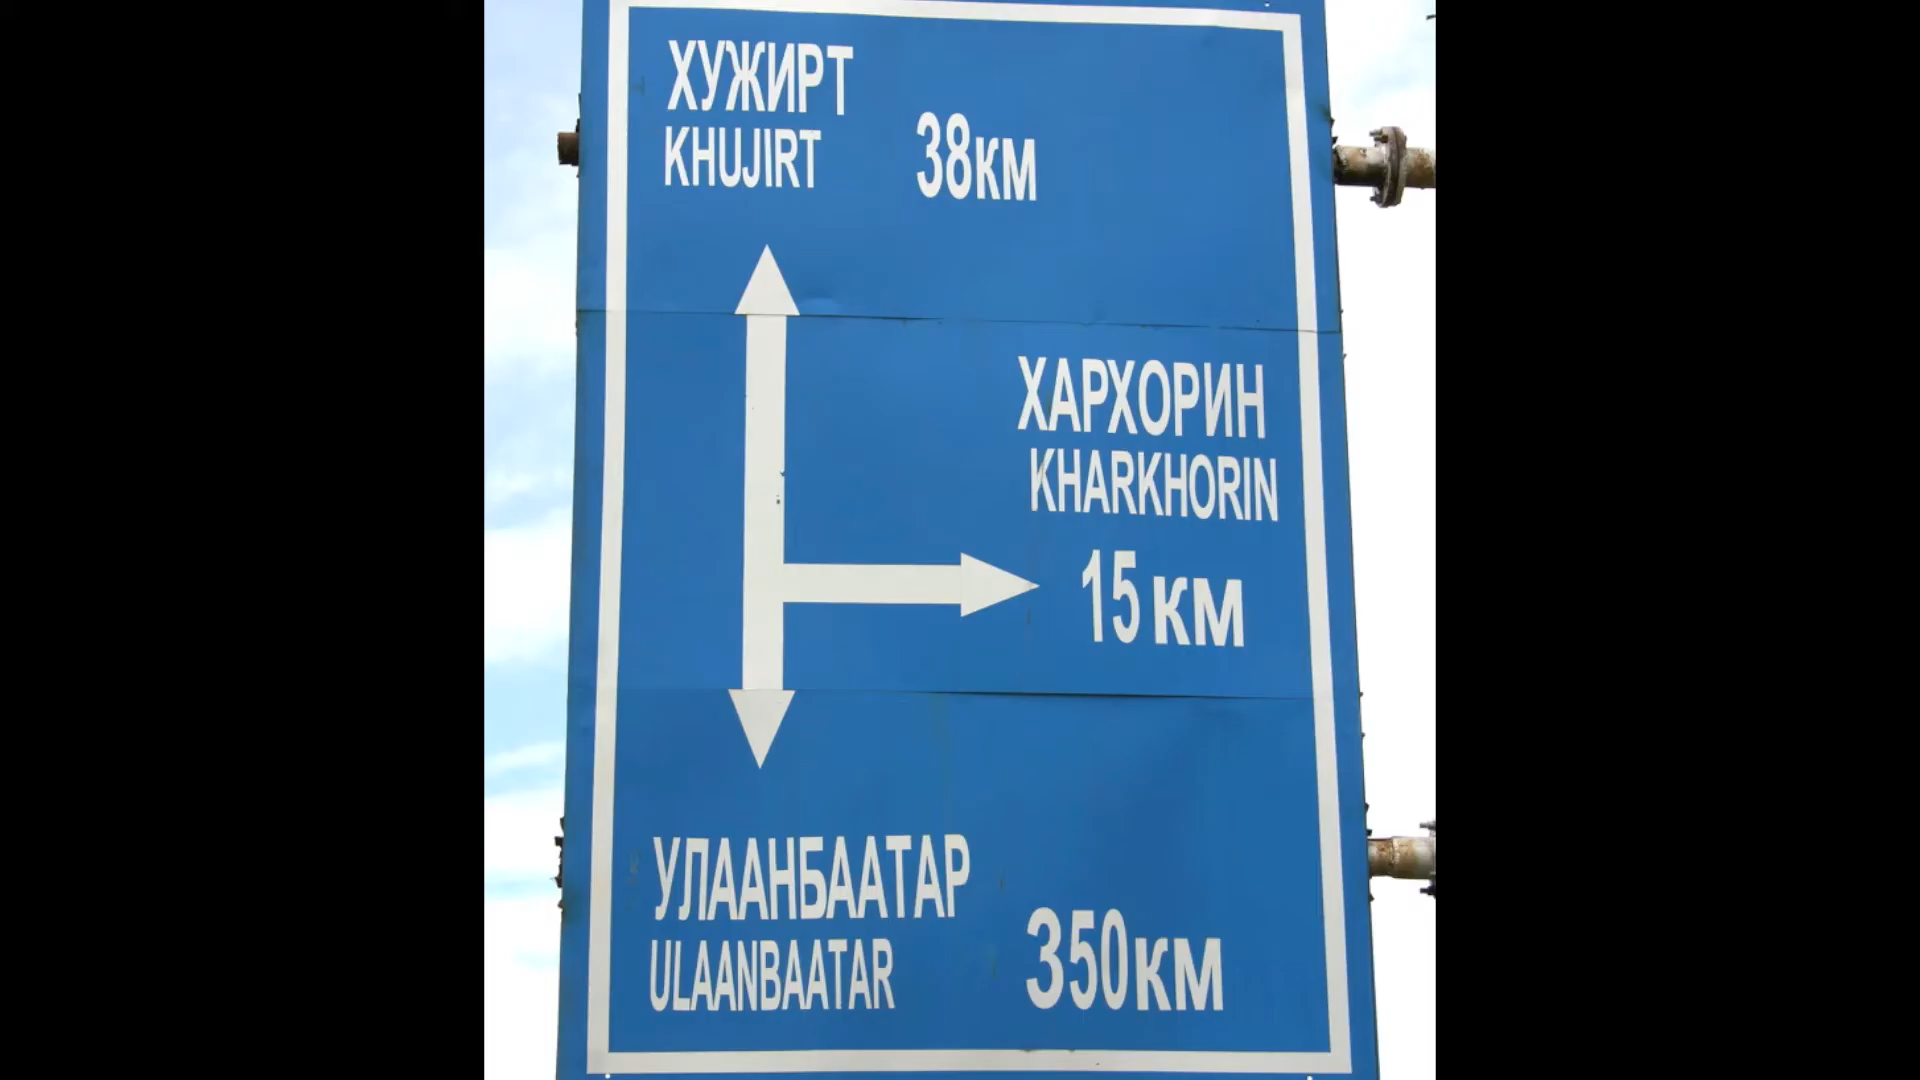 ХУЖИРТ
KHUJIRT 38км
ХАРХОРИН
KHARKHORIN
15 км
УЛААНБААТАР
ULAANBAATAR 350км